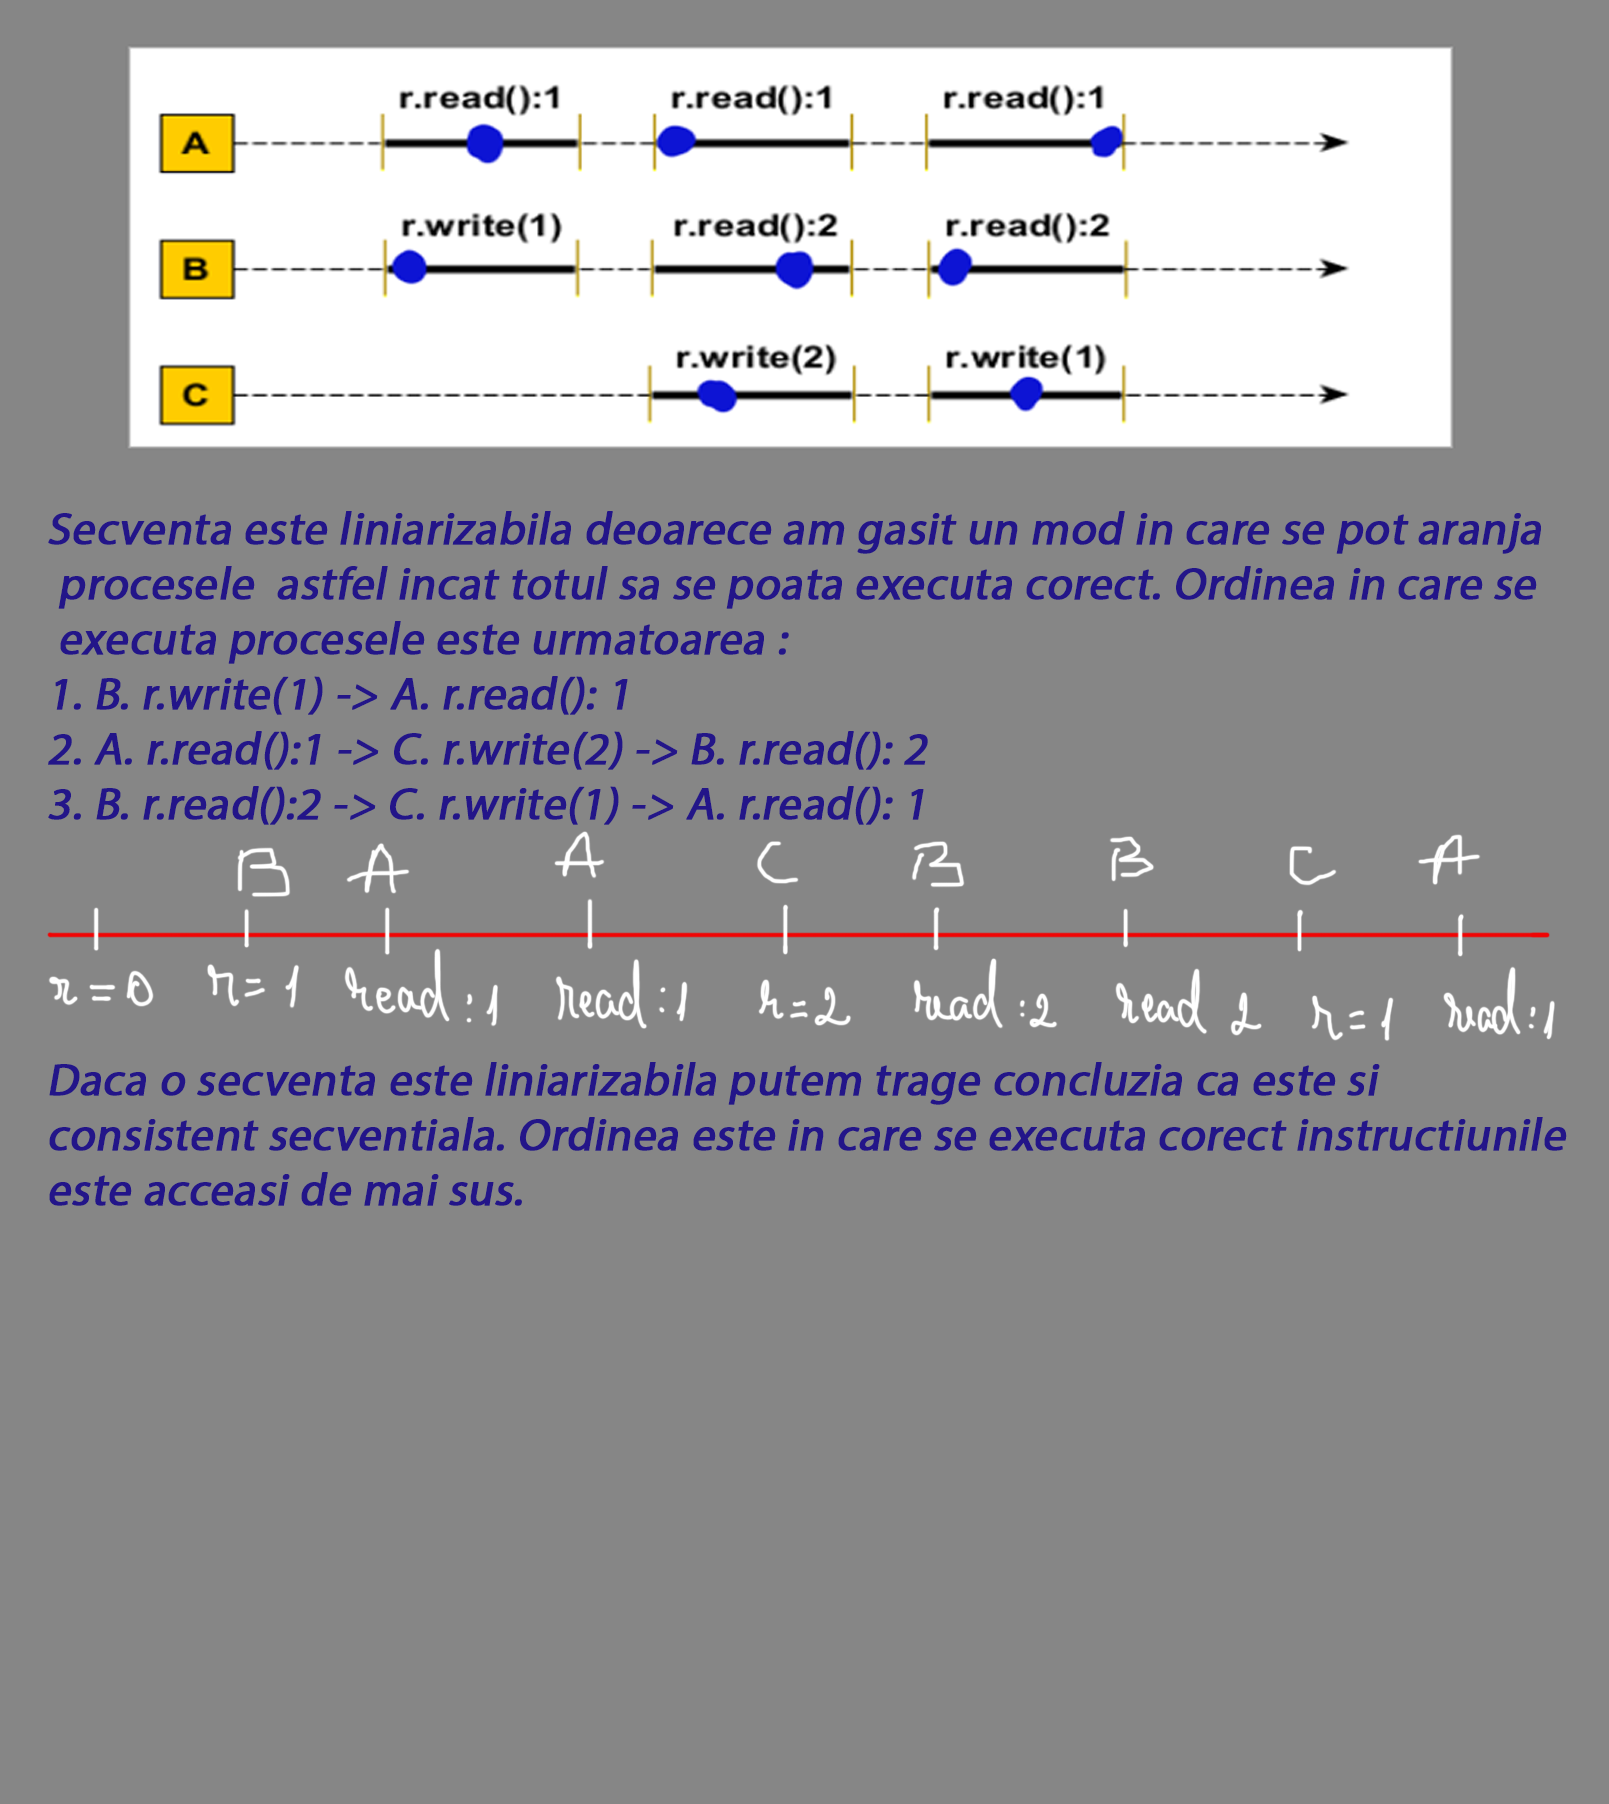 r.read():1 r.read():1 r.read():1
A
r.write(1) r.read():2 r.read():2
B
r.write(2) r.write(1)
C
Secventa este liniarizabila deoarece am gasit un mod in care se pot aranja
procesele astfel incat totul sa se poata executa corect. Ordinea in care se
executa procesele este urmatoarea :
1. B. r.write(1) -> A. r.read(): 1
2. A. r.read():1 -> C. r.write(2) -> B. r.read(): 2
3. B. r.read():2 -> C. r.write(1) -> A. r.read(): 1
B A A C B B C A
r=0 r=1 read:1 read:1 r=2 read:2 read 2 r=1 read:1
Daca o secventa este liniarizabila putem trage concluzia ca este si
consistent secventiala. Ordinea este in care se executa corect instructiunile
este acceasi de mai sus.